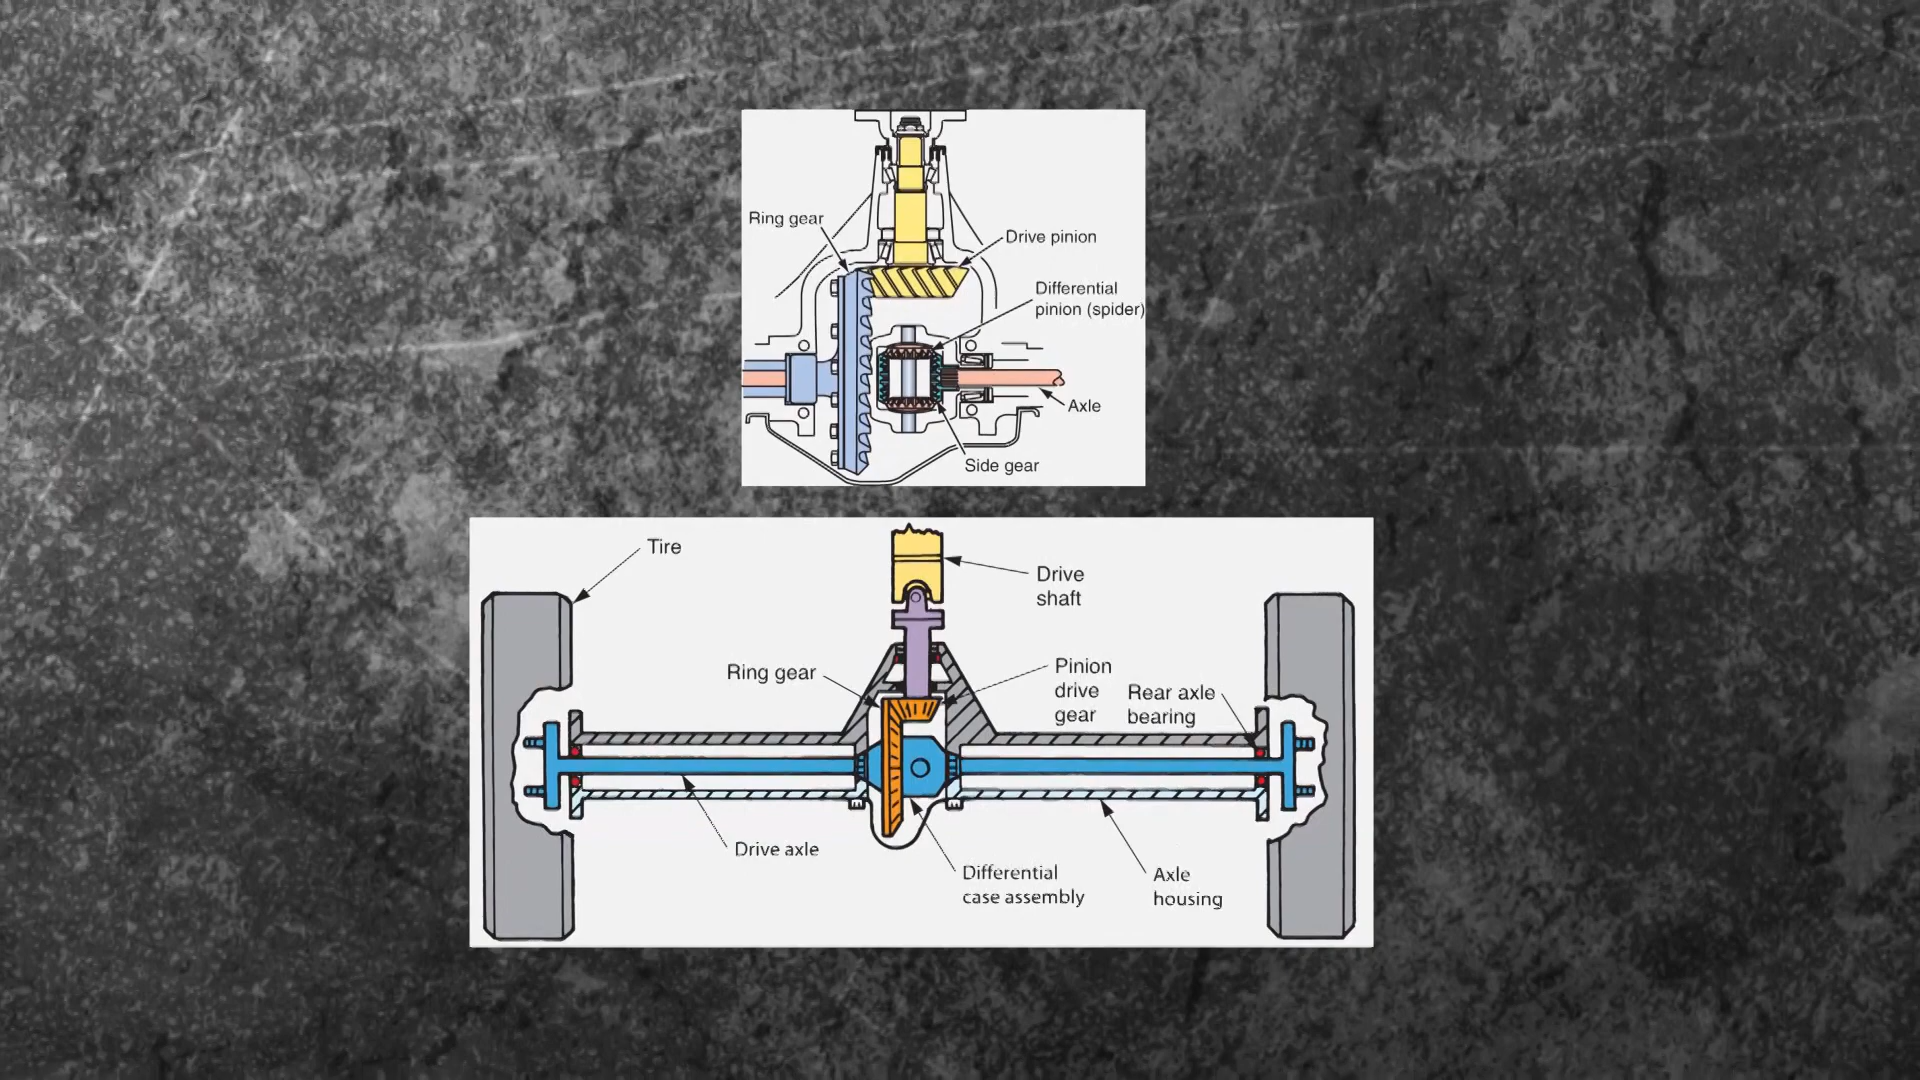 Ring gear
Drive pinion
Differential
pinion (spider)
Axle
Side gear
Tire
Drive
shaft
Ring gear
Pinion
drive
gear
Rear axle
bearing
Drive axle
Differential
case assembly
Axle
housing